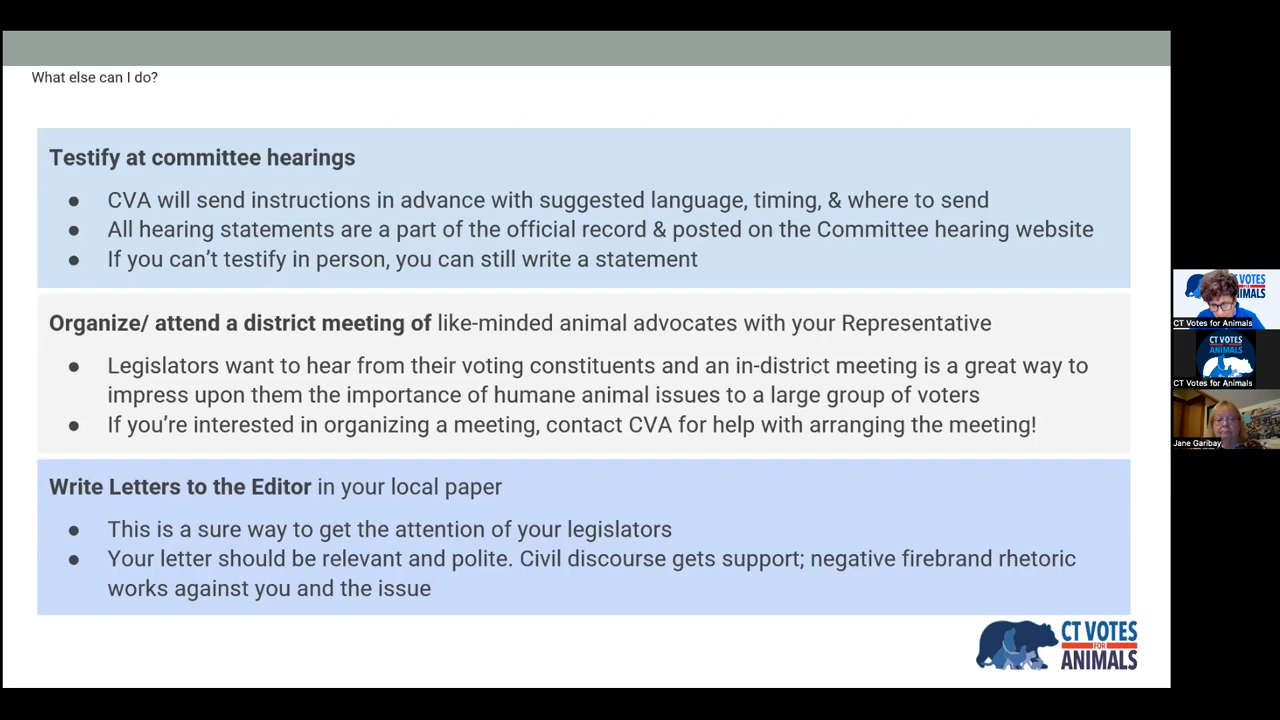 What else can I do?
Testify at committee hearings
● CVA will send instructions in advance with suggested language, timing, & where to send
● All hearing statements are a part of the official record & posted on the Committee hearing website
● If you can't testify in person, you can still write a statement
Organize/ attend a district meeting of like-minded animal advocates with your Representative
● Legislators want to hear from their voting constituents and an in-district meeting is a great way to
impress upon them the importance of humane animal issues to a large group of voters
● If you're interested in organizing a meeting, contact CVA for help with arranging the meeting!
Write Letters to the Editor in your local paper
● This is a sure way to get the attention of your legislators
● Your letter should be relevant and polite. Civil discourse gets support; negative firebrand rhetoric
works against you and the issue
CT VOTES
FOR
ANIMALS
VOTES
ANIMALS
CT Votes for Animals
CT VOTES
ANIMALS
CT Votes for Animals
Jane Garibay